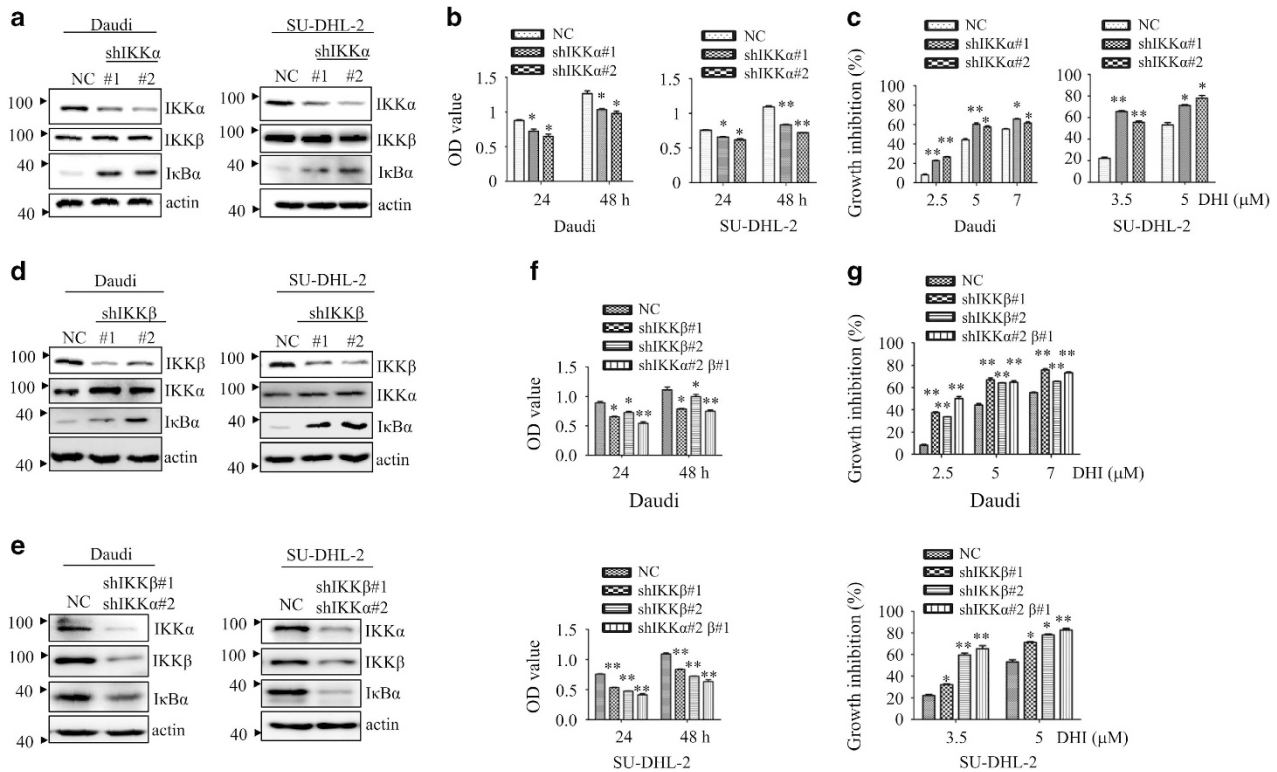 a
Daudi
shIKKα
NC #1 #2
100
IKKα
100
IKKβ
40
IκBα
40
actin
SU-DHL-2
shIKKα
NC #1 #2
100
IKKα
100
IKKβ
40
IκBα
40
actin
b
NC
shIKKα#1
shIKKα#2
OD value
1.5
1.0
0.5
0
* * * *
24 48 h
Daudi
NC
shIKKα#1
shIKKα#2
1.5
1
0.5
0
* * ** **
24 48 h
SU-DHL-2
c
NC
shIKKα#1
shIKKα#2
Growth inhibition (%)
100
80
60
40
20
0
** ** ** * * *
2.5 5 7
Daudi
NC
shIKKα#1
shIKKα#2
100
80
60
40
20
0
** ** * *
3.5 5 DHI (μM)
SU-DHL-2
d
Daudi
shIKKβ
NC #1 #2
100
IKKβ
100
IKKα
40
IκBα
40
actin
SU-DHL-2
shIKKβ
NC #1 #2
100
IKKβ
100
IKKα
40
IκBα
40
actin
e
Daudi
NC shIKKβ#1
shIKKα#2
100
IKKα
100
IKKβ
40
IκBα
40
actin
SU-DHL-2
NC shIKKβ#1
shIKKα#2
100
IKKα
100
IKKβ
40
IκBα
40
actin
f
NC
shIKKβ#1
shIKKβ#2
shIKKα#2 β#1
OD value
1.5
1.0
0.5
0.0
* * ** * * **
24 48 h
Daudi
NC
shIKKβ#1
shIKKβ#2
shIKKα#2 β#1
OD value
1.5
1.0
0.5
0.0
** ** ** ** ** **
24 48 h
SU-DHL-2
g
NC
shIKKβ#1
shIKKβ#2
shIKKα#2 β#1
Growth inhibition (%)
100
80
60
40
20
0
** ** ** ** ** ** ** ** **
2.5 5 7 DHI (μM)
Daudi
NC
shIKKβ#1
shIKKβ#2
shIKKα#2 β#1
Growth inhibition (%)
100
80
60
40
20
0
* ** ** * * **
3.5 5 DHI (μM)
SU-DHL-2